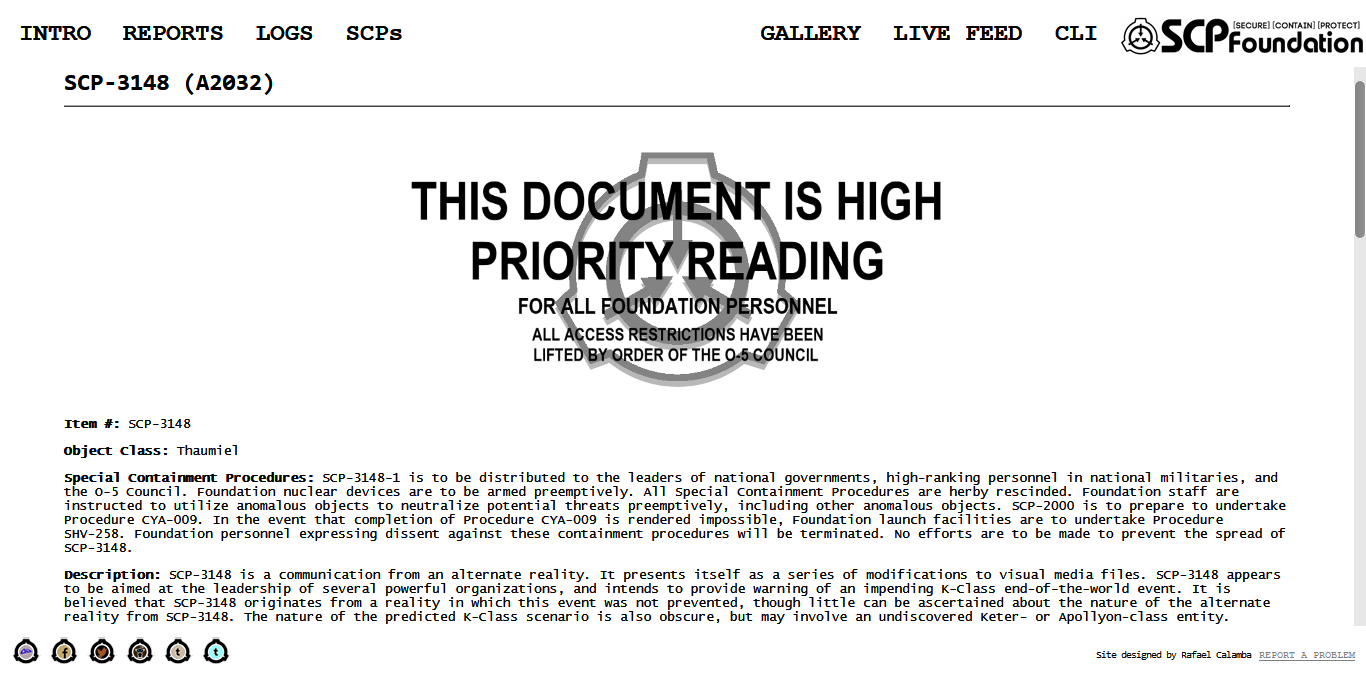 INTRO REPORTS LOGS SCPs GALLERY LIVE FEED CLI [SECURE] [CONTAIN] [PROTECT]
SCP Foundation
SCP-3148 (A2032)
THIS DOCUMENT IS HIGH
PRIORITY READING
FOR ALL FOUNDATION PERSONNEL
ALL ACCESS RESTRICTIONS HAVE BEEN
LIFTED BY ORDER OF THE O-5 COUNCIL
Item #: SCP-3148
Object Class: Thaumiel
Special Containment Procedures: SCP-3148-1 is to be distributed to the leaders of national governments, high-ranking personnel in national militaries, and
the O-5 Council. Foundation nuclear devices are to be armed preemptively. All Special Containment Procedures are herby rescinded. Foundation staff are
instructed to utilize anomalous objects to neutralize potential threats preemptively, including other anomalous objects. SCP-2000 is to prepare to undertake
Procedure CYA-009. In the event that completion of Procedure CYA-009 is rendered impossible, Foundation launch facilities are to undertake Procedure
SHV-258. Foundation personnel expressing dissent against these containment procedures will be terminated. No efforts are to be made to prevent the spread of
SCP-3148.
Description: SCP-3148 is a communication from an alternate reality. It presents itself as a series of modifications to visual media files. SCP-3148 appears
to be aimed at the leadership of several powerful organizations, and intends to provide warning of an impending K-Class end-of-the-world event. It is
believed that SCP-3148 originates from a reality in which this event was not prevented, though little can be ascertained about the nature of the alternate
reality from SCP-3148. The nature of the predicted K-Class scenario is also obscure, but may involve an undiscovered Keter- or Apollyon-class entity.
f t t
Site designed by Rafael Calamba REPORT A PROBLEM